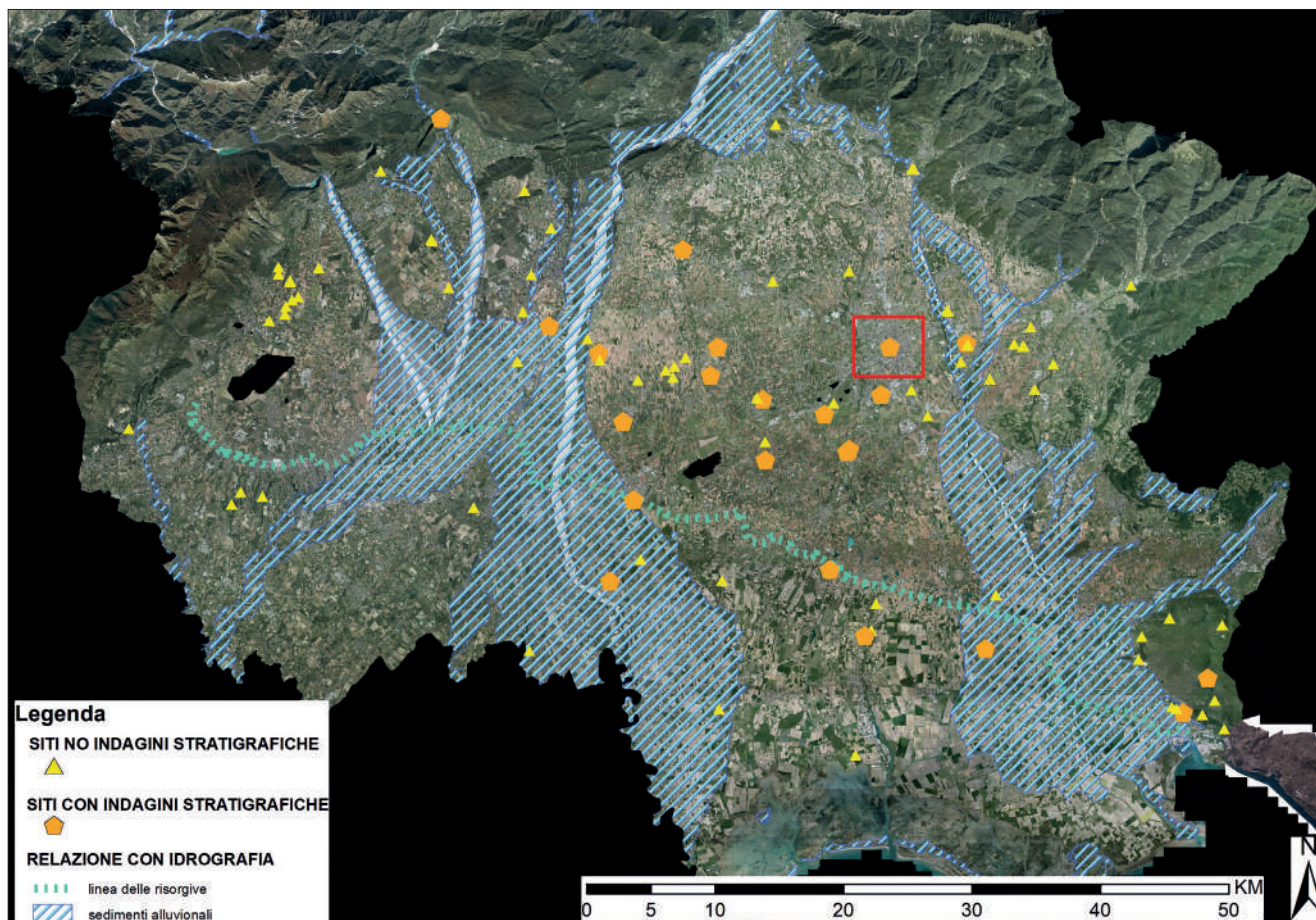 Legenda
SITI NO INDAGINI STRATIGRAFICHE
SITI CON INDAGINI STRATIGRAFICHE
RELAZIONE CON IDROGRAFIA
linea delle risorgive
sedimenti alluvionali
N
KM
0 5 10 20 30 40 50